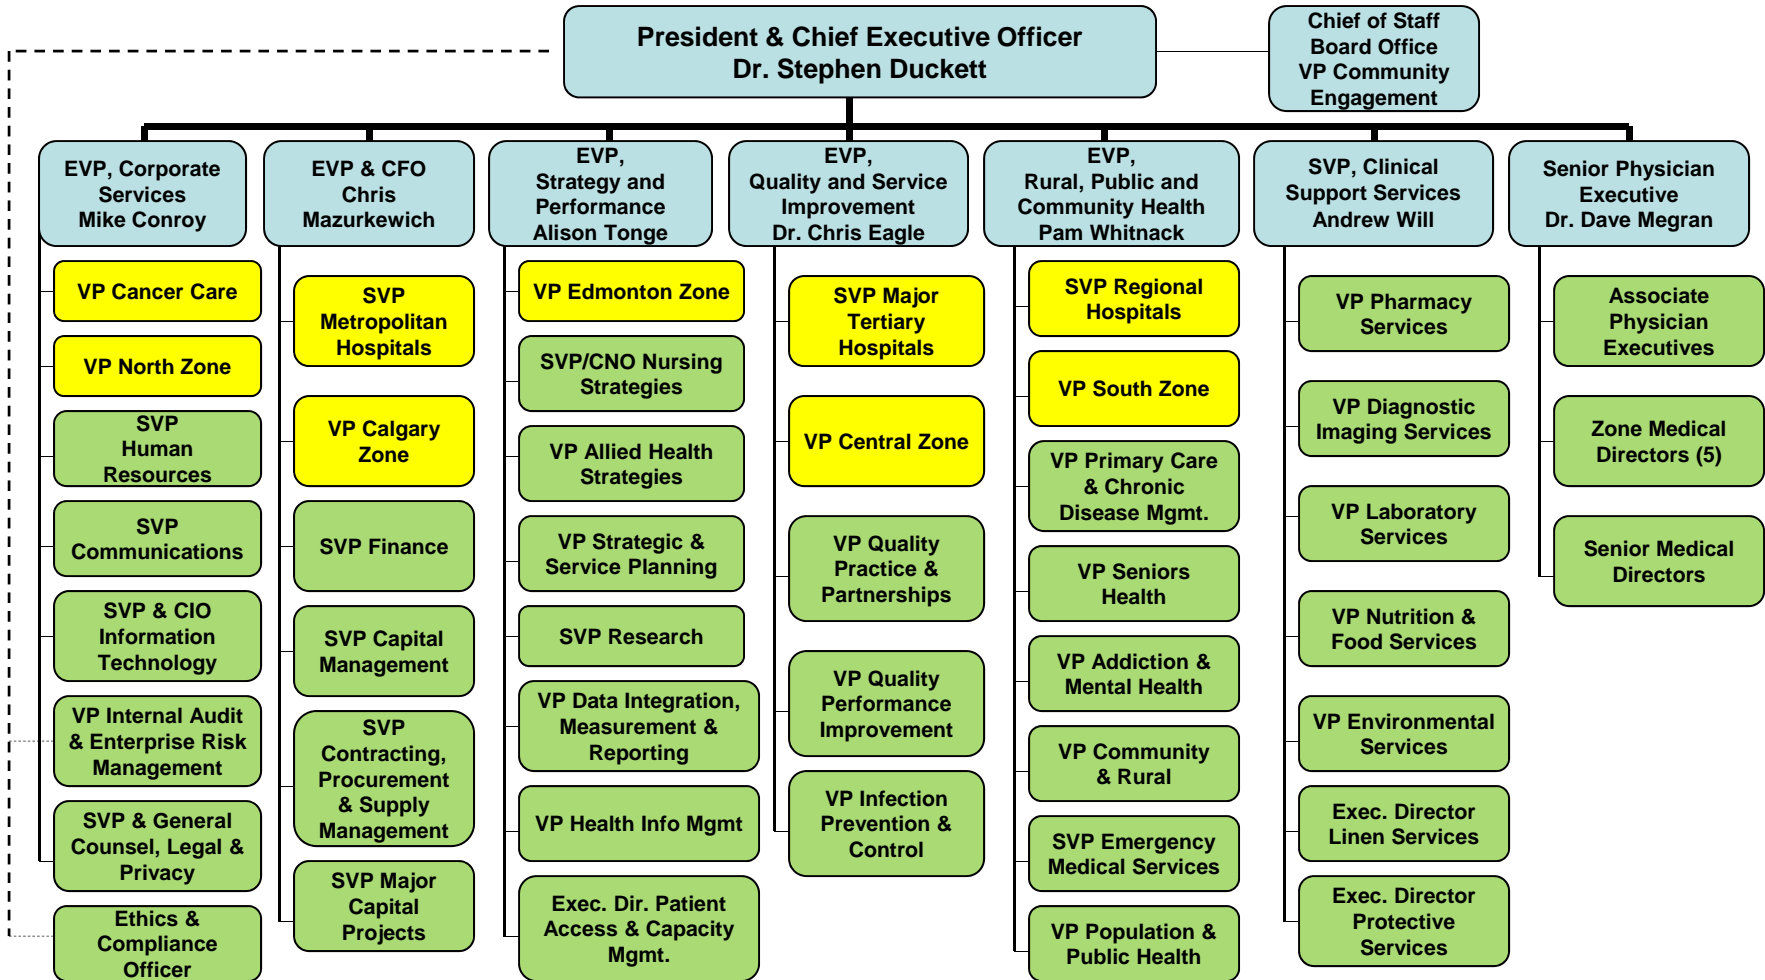 President & Chief Executive Officer
Dr. Stephen Duckett
Chief of Staff
Board Office
VP Community
Engagement
EVP, Corporate
Services
Mike Conroy
VP Cancer Care
VP North Zone
SVP
Human
Resources
SVP
Communications
SVP & CIO
Information
Technology
VP Internal Audit
& Enterprise Risk
Management
SVP & General
Counsel, Legal &
Privacy
Ethics &
Compliance
Officer
EVP & CFO
Chris
Mazurkewich
SVP
Metropolitan
Hospitals
VP Calgary
Zone
SVP Finance
SVP Capital
Management
SVP
Contracting,
Procurement
& Supply
Management
SVP Major
Capital
Projects
EVP,
Strategy and
Performance
Alison Tonge
VP Edmonton Zone
SVP/CNO Nursing
Strategies
VP Allied Health
Strategies
VP Strategic &
Service Planning
SVP Research
VP Data Integration,
Measurement &
Reporting
VP Health Info Mgmt
Exec. Dir. Patient
Access & Capacity
Mgmt.
EVP,
Quality and Service
Improvement
Dr. Chris Eagle
SVP Major
Tertiary
Hospitals
VP Central Zone
VP Quality
Practice &
Partnerships
VP Quality
Performance
Improvement
VP Infection
Prevention &
Control
EVP,
Rural, Public and
Community Health
Pam Whitnack
SVP Regional
Hospitals
VP South Zone
VP Primary Care
& Chronic
Disease Mgmt.
VP Seniors
Health
VP Addiction &
Mental Health
VP Community
& Rural
SVP Emergency
Medical Services
VP Population &
Public Health
SVP, Clinical
Support Services
Andrew Will
VP Pharmacy
Services
VP Diagnostic
Imaging Services
VP Laboratory
Services
VP Nutrition &
Food Services
VP Environmental
Services
Exec. Director
Linen Services
Exec. Director
Protective
Services
Senior Physician
Executive
Dr. Dave Megran
Associate
Physician
Executives
Zone Medical
Directors (5)
Senior Medical
Directors